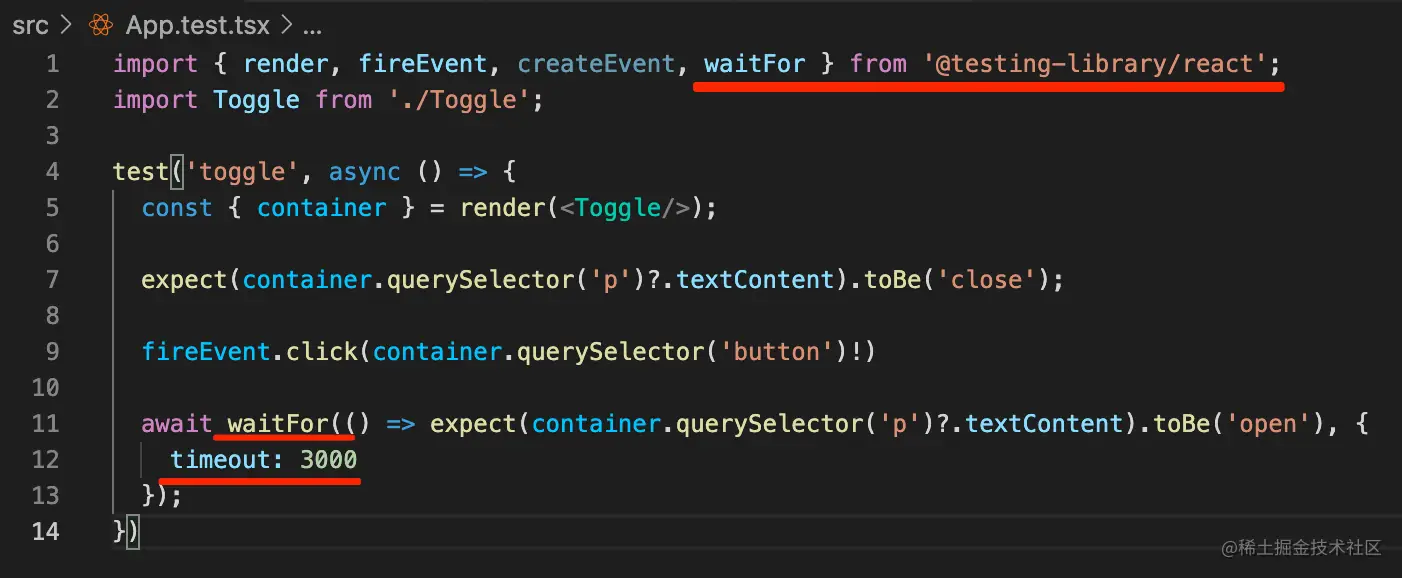 src > App.test.tsx > ...
1 import { render, fireEvent, createEvent, waitFor } from '@testing-library/react';
2 import Toggle from './Toggle';
3
4 test('toggle', async () => {
5 const { container } = render(<Toggle/>);
6
7 expect(container.querySelector('p')?.textContent).toBe('close');
8
9 fireEvent.click(container.querySelector('button')!)
10
11 await waitFor(() => expect(container.querySelector('p')?.textContent).toBe('open'), {
12 timeout: 3000
13 });
14 })
@稀土掘金技术社区